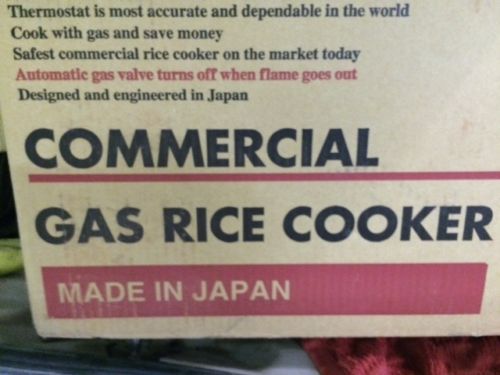 Thermostat is most accurate and dependable in the world
Cook with gas and save money
Safest commercial rice cooker on the market today
Automatic gas valve turns off when flame goes out
Designed and engineered in Japan
COMMERCIAL
GAS RICE COOKER
MADE IN JAPAN